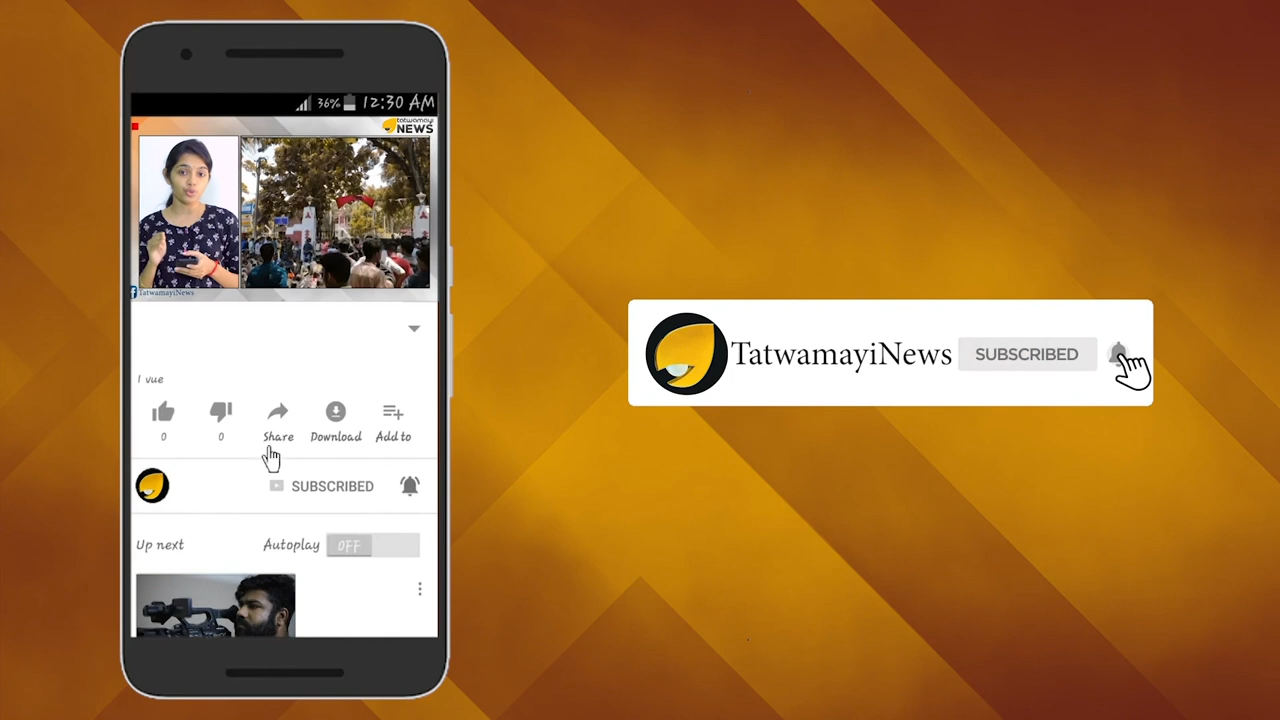 36% 12:30 AM
tatwamayi
NEWS
TatwamayiNews
1 vue
0 0 Share Download Add to
SUBSCRIBED
Up next Autoplay OFF
TatwamayiNews SUBSCRIBED